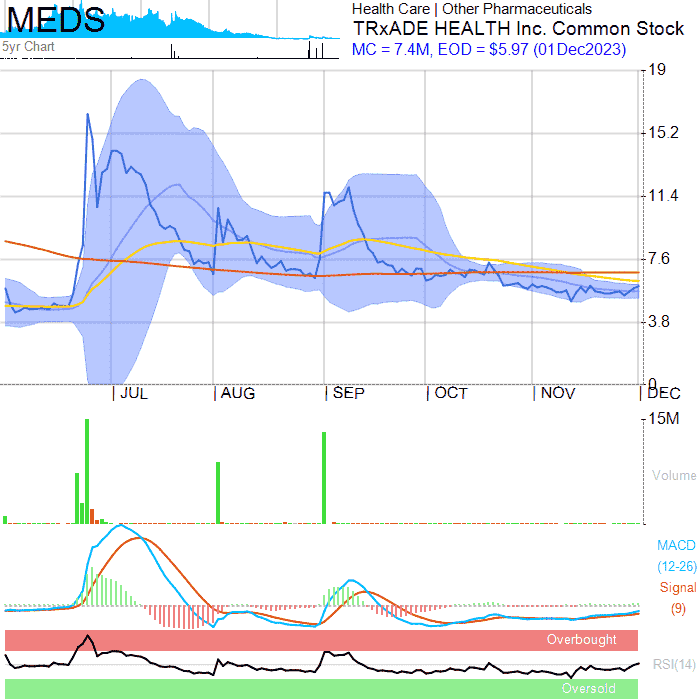 MEDS
5yr Chart
Health Care | Other Pharmaceuticals
TRxADE HEALTH Inc. Common Stock
MC = 7.4M, EOD = $5.97 (01Dec2023)
19
15.2
11.4
7.6
3.8
0
JUL
AUG
SEP
OCT
NOV
DEC
15M
Volume
MACD
(12-26)
Signal
(9)
Overbought
RSI(14)
Oversold